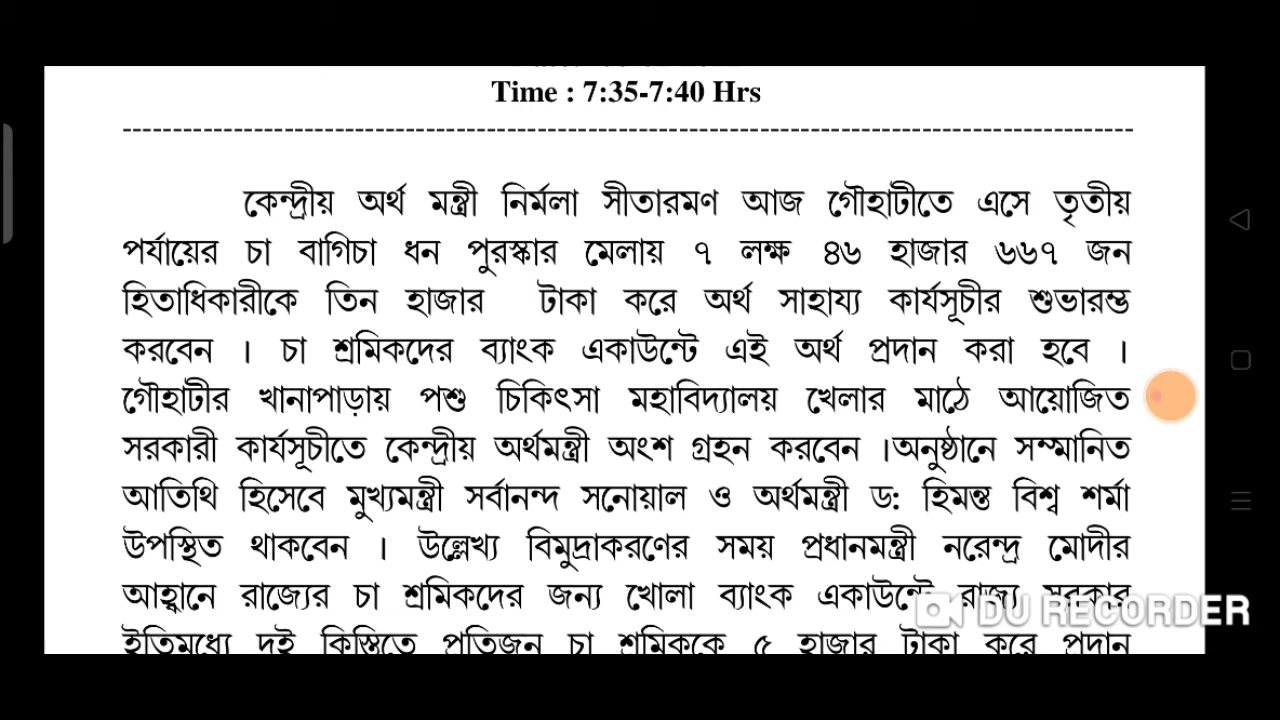 Time : 7:35-7:40 Hrs
--------------------------------------------------------------------------------------------------------
কেন্দ্রীয় অর্থ মন্ত্রী নির্মলা সীতারমণ আজ গৌহাটীতে এসে তৃতীয়
পর্যায়ের চা বাগিচা ধন পুরস্কার মেলায় ৭ লক্ষ ৪৬ হাজার ৬৬৭ জন
হিতাধিকারীকে তিন হাজার টাকা করে অর্থ সাহায্য কার্যসূচীর শুভারম্ভ
করবেন । চা শ্রমিকদের ব্যাংক একাউন্টে এই অর্থ প্রদান করা হবে ।
গৌহাটীর খানাপাড়ায় পশু চিকিৎসা মহাবিদ্যালয় খেলার মাঠে আয়োজিত
সরকারী কার্যসূচীতে কেন্দ্রীয় অর্থমন্ত্রী অংশ গ্রহন করবেন ।অনুষ্ঠানে সম্মানিত
আতিথি হিসেবে মুখ্যমন্ত্রী সর্বানন্দ সনোয়াল ও অর্থমন্ত্রী ড: হিমন্ত বিশ্ব শর্মা
উপস্থিত থাকবেন । উল্লেখ্য বিমুদ্রাকরণের সময় প্রধানমন্ত্রী নরেন্দ্র মোদীর
আহ্বানে রাজ্যের চা শ্রমিকদের জন্য খোলা ব্যাংক একাউন্টে রাজ্য সরকার
ইতিমধ্যে দুই কিস্তিতে প্রতিজন চা শ্রমিককে ৫ হাজার টাকা করে প্রদান
DU RECORDER